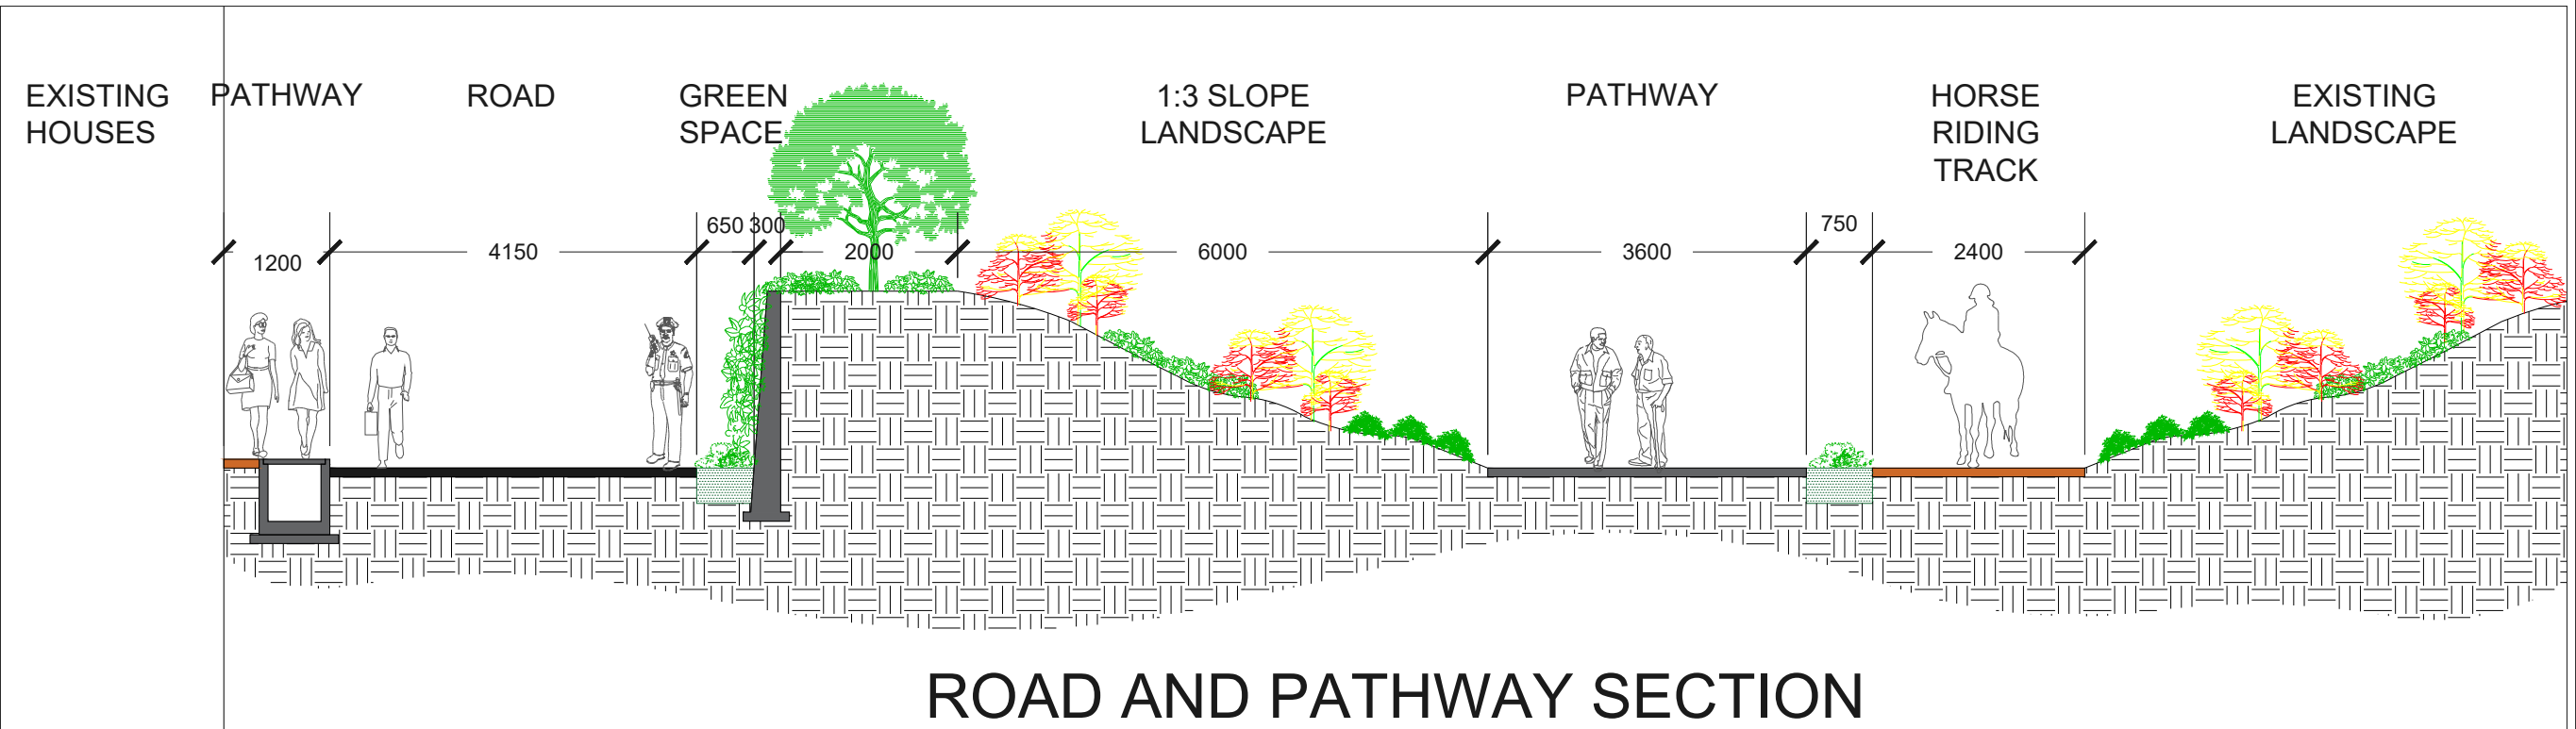 EXISTING
HOUSES
PATHWAY
ROAD
GREEN
SPACE
1:3 SLOPE
LANDSCAPE
PATHWAY
HORSE
RIDING
TRACK
EXISTING
LANDSCAPE
1200
4150
650
300
2000
6000
3600
750
2400
ROAD AND PATHWAY SECTION